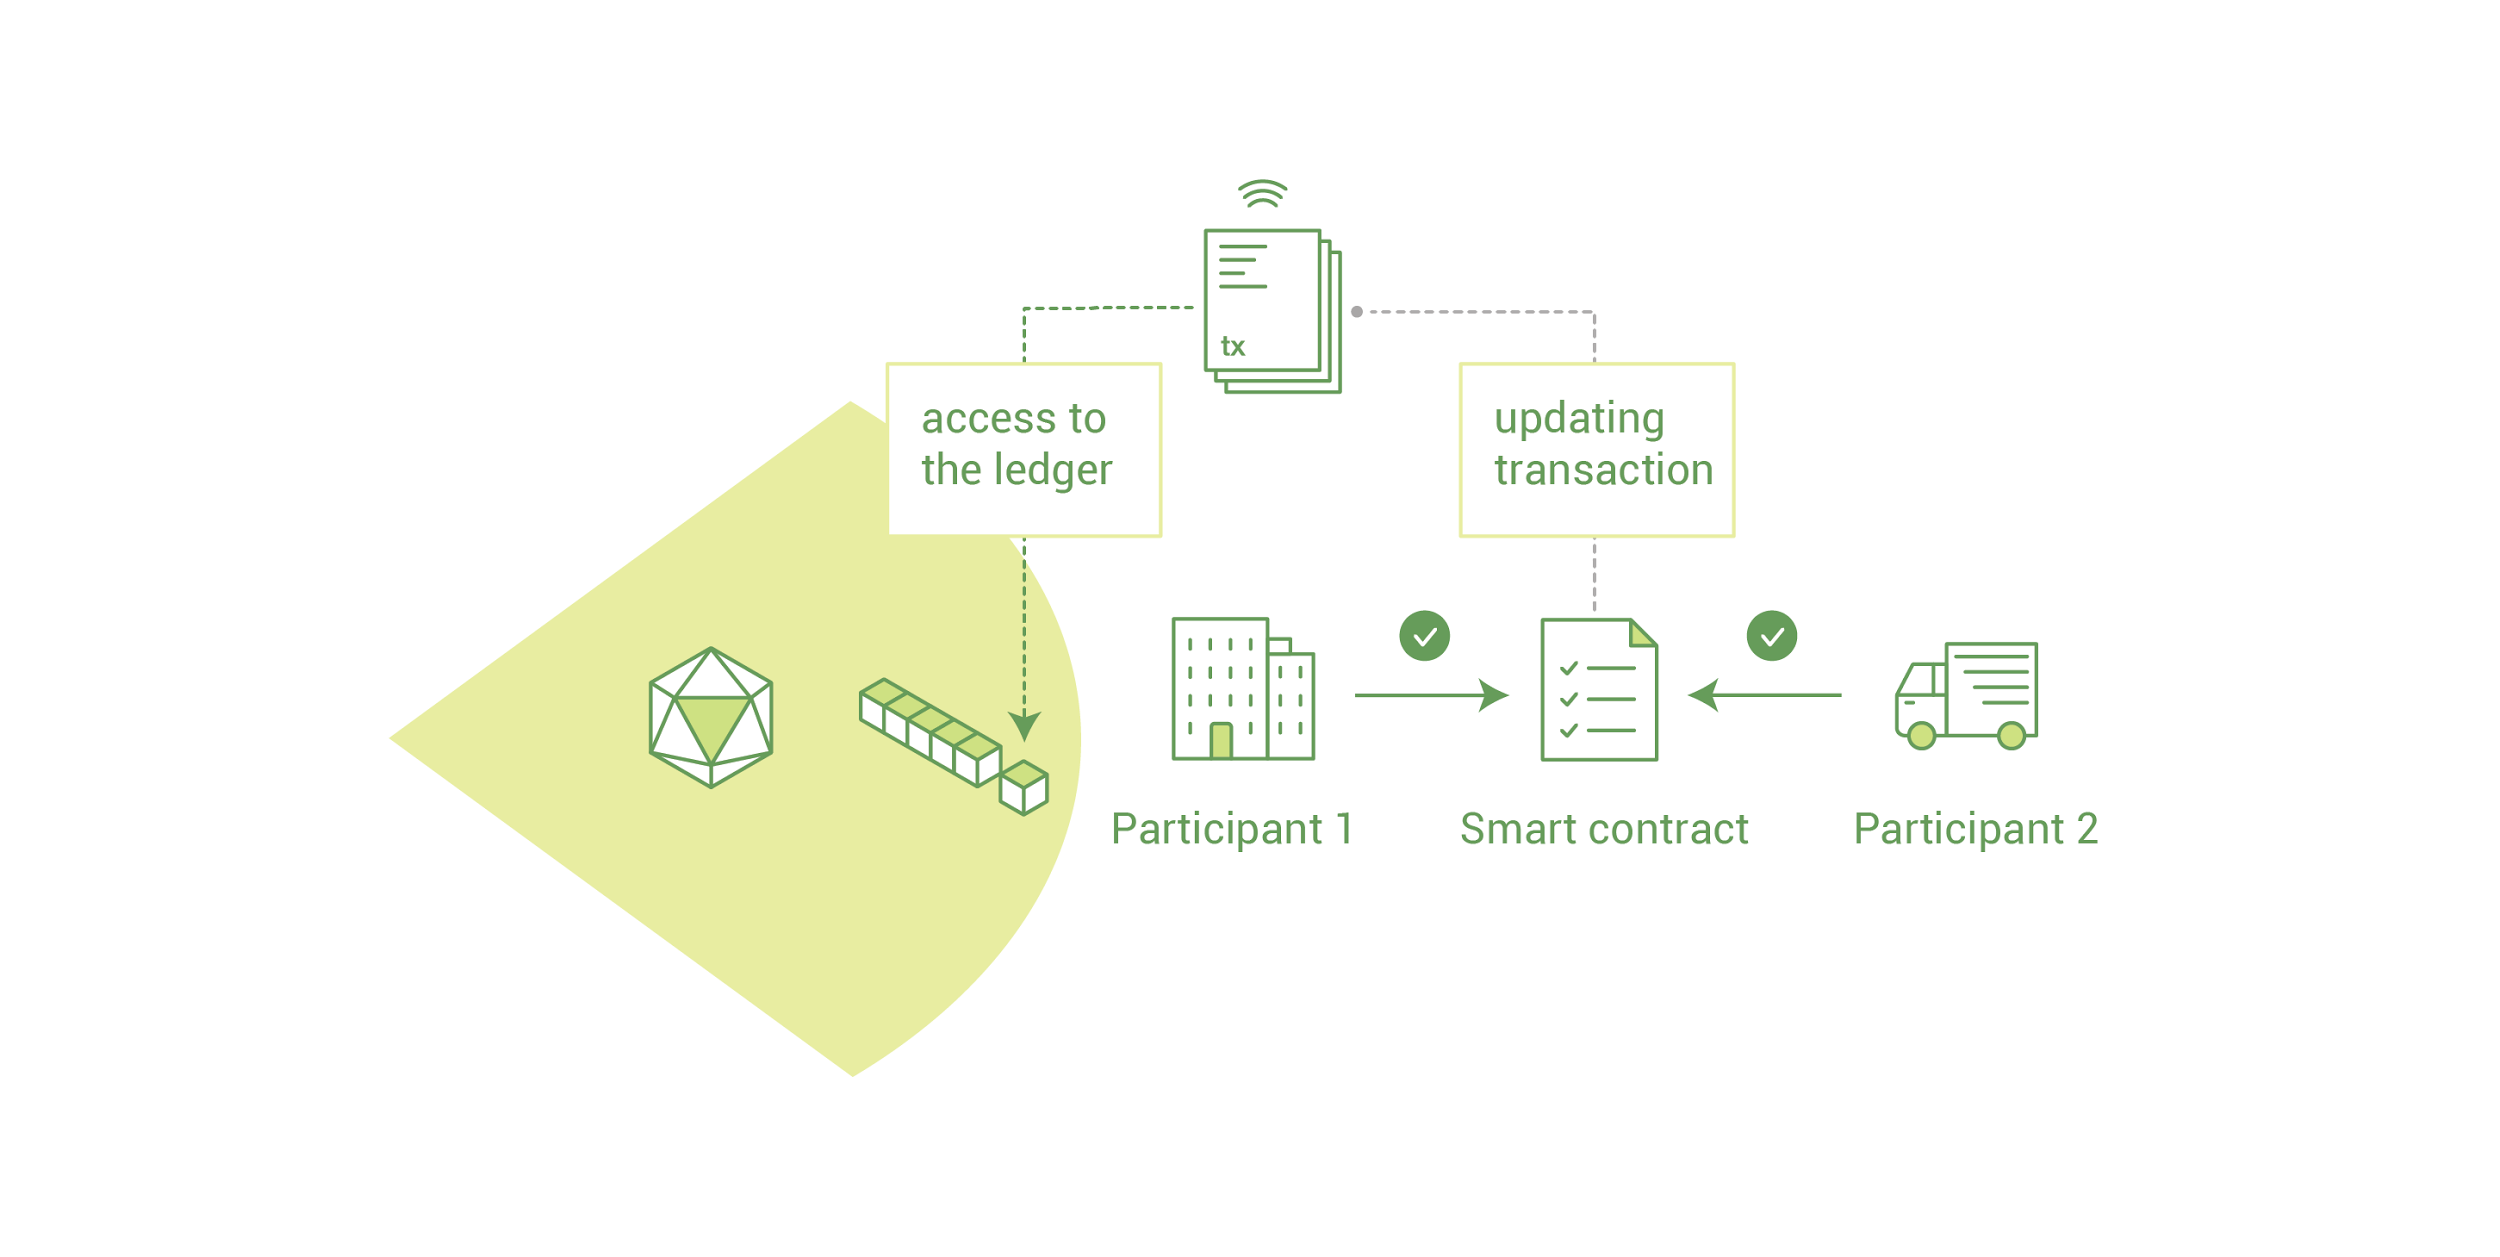 tx
access to
the ledger
updating
transaction
Participant 1
Smart contract
Participant 2